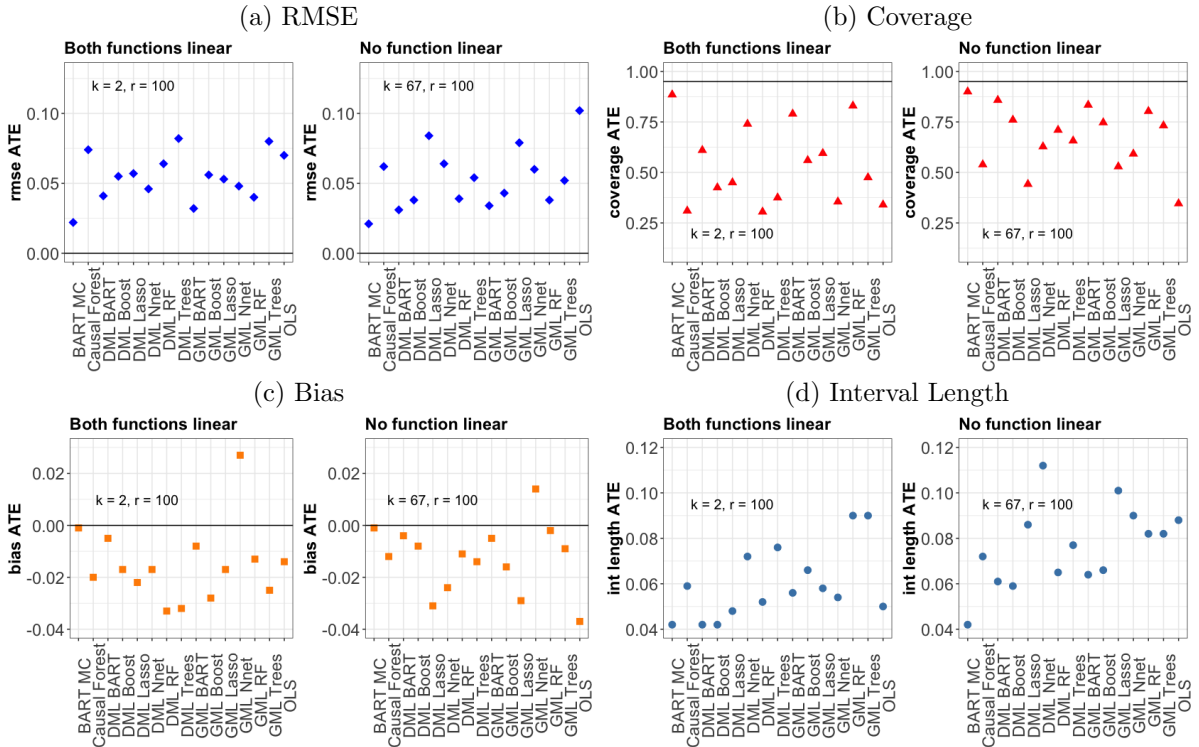 (a) RMSE
Both functions linear
k = 2, r = 100
rmse ATE
0.10
0.05
0.00
BART MC
Causal Forest
DML BART
DML Boost
DML Lasso
DML Nnet
DML RF
DML Trees
GML BART
GML Boost
GML Lasso
GML Nnet
GML RF
GML Trees
OLS
No function linear
k = 67, r = 100
rmse ATE
0.10
0.05
0.00
BART MC
Causal Forest
DML BART
DML Boost
DML Lasso
DML Nnet
DML RF
DML Trees
GML BART
GML Boost
GML Lasso
GML Nnet
GML RF
GML Trees
OLS
(b) Coverage
Both functions linear
k = 2, r = 100
coverage ATE
1.00
0.75
0.50
0.25
BART MC
Causal Forest
DML BART
DML Boost
DML Lasso
DML Nnet
DML RF
DML Trees
GML BART
GML Boost
GML Lasso
GML Nnet
GML RF
GML Trees
OLS
No function linear
k = 67, r = 100
coverage ATE
1.00
0.75
0.50
0.25
BART MC
Causal Forest
DML BART
DML Boost
DML Lasso
DML Nnet
DML RF
DML Trees
GML BART
GML Boost
GML Lasso
GML Nnet
GML RF
GML Trees
OLS
(c) Bias
Both functions linear
k = 2, r = 100
bias ATE
0.02
0.00
-0.02
-0.04
BART MC
Causal Forest
DML BART
DML Boost
DML Lasso
DML Nnet
DML RF
DML Trees
GML BART
GML Boost
GML Lasso
GML Nnet
GML RF
GML Trees
OLS
No function linear
k = 67, r = 100
bias ATE
0.02
0.00
-0.02
-0.04
BART MC
Causal Forest
DML BART
DML Boost
DML Lasso
DML Nnet
DML RF
DML Trees
GML BART
GML Boost
GML Lasso
GML Nnet
GML RF
GML Trees
OLS
(d) Interval Length
Both functions linear
k = 2, r = 100
int length ATE
0.12
0.10
0.08
0.06
0.04
BART MC
Causal Forest
DML BART
DML Boost
DML Lasso
DML Nnet
DML RF
DML Trees
GML BART
GML Boost
GML Lasso
GML Nnet
GML RF
GML Trees
OLS
No function linear
k = 67, r = 100
int length ATE
0.12
0.10
0.08
0.06
0.04
BART MC
Causal Forest
DML BART
DML Boost
DML Lasso
DML Nnet
DML RF
DML Trees
GML BART
GML Boost
GML Lasso
GML Nnet
GML RF
GML Trees
OLS